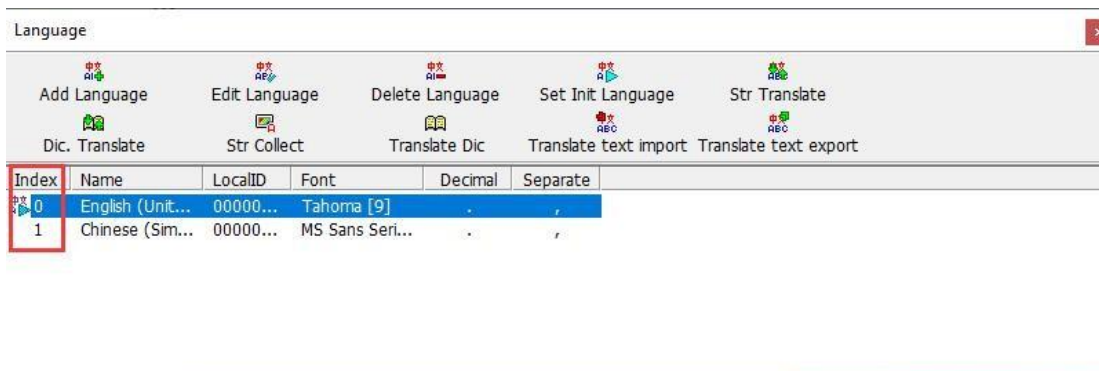 Language
Add Language Edit Language Delete Language Set Init Language Str Translate
Dic. Translate Str Collect Translate Dic Translate text import Translate text export
Index Name LocalID Font Decimal Separate
0 English (Unit... 00000... Tahoma [9] . ,
1 Chinese (Sim... 00000... MS Sans Seri... . ,